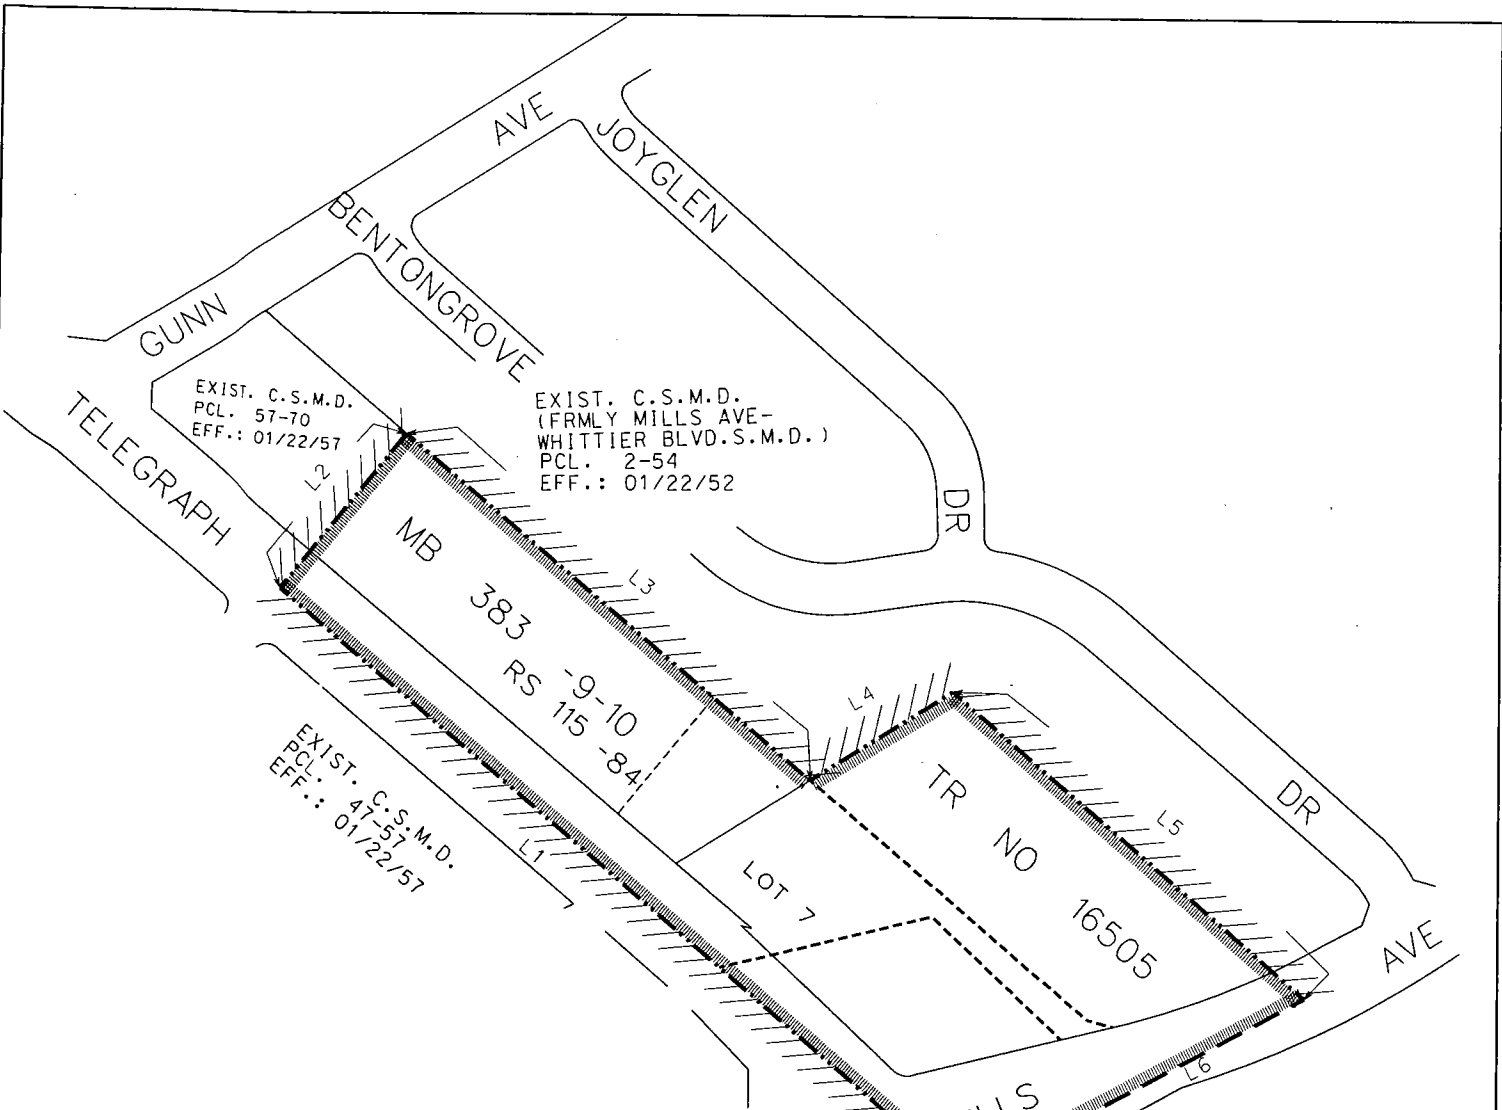 AVE
JOYGLEN
BENTONGROVE
GUNN
EXIST. C.S.M.D.
PCL. 57-70
EFF.: 01/22/57
EXIST. C.S.M.D.
(FRMLY MILLS AVE-
WHITTIER BLVD.S.M.D.)
PCL. 2-54
EFF.: 01/22/52
TELEGRAPH
L2
DR
MB 383 -9-10
RS 115 -84
L3
L4
EXIST. C.S.M.D.
PCL. 47-57
EFF.: 01/22/57
L1
TR NO 16505
L5
DR
LOT 7
AVE
L6
LLS